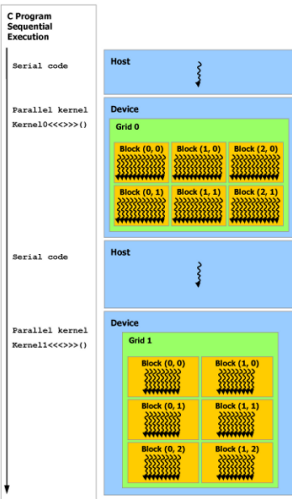 C Program
Sequential
Execution
Serial code
Host
Parallel kernel
Kernel0<<<>>>()
Device
Grid 0
Block (0, 0)
Block (1, 0)
Block (2, 0)
Block (0, 1)
Block (1, 1)
Block (2, 1)
Serial code
Host
Parallel kernel
Kernel1<<<>>>()
Device
Grid 1
Block (0, 0)
Block (1, 0)
Block (0, 1)
Block (1, 1)
Block (0, 2)
Block (1, 2)